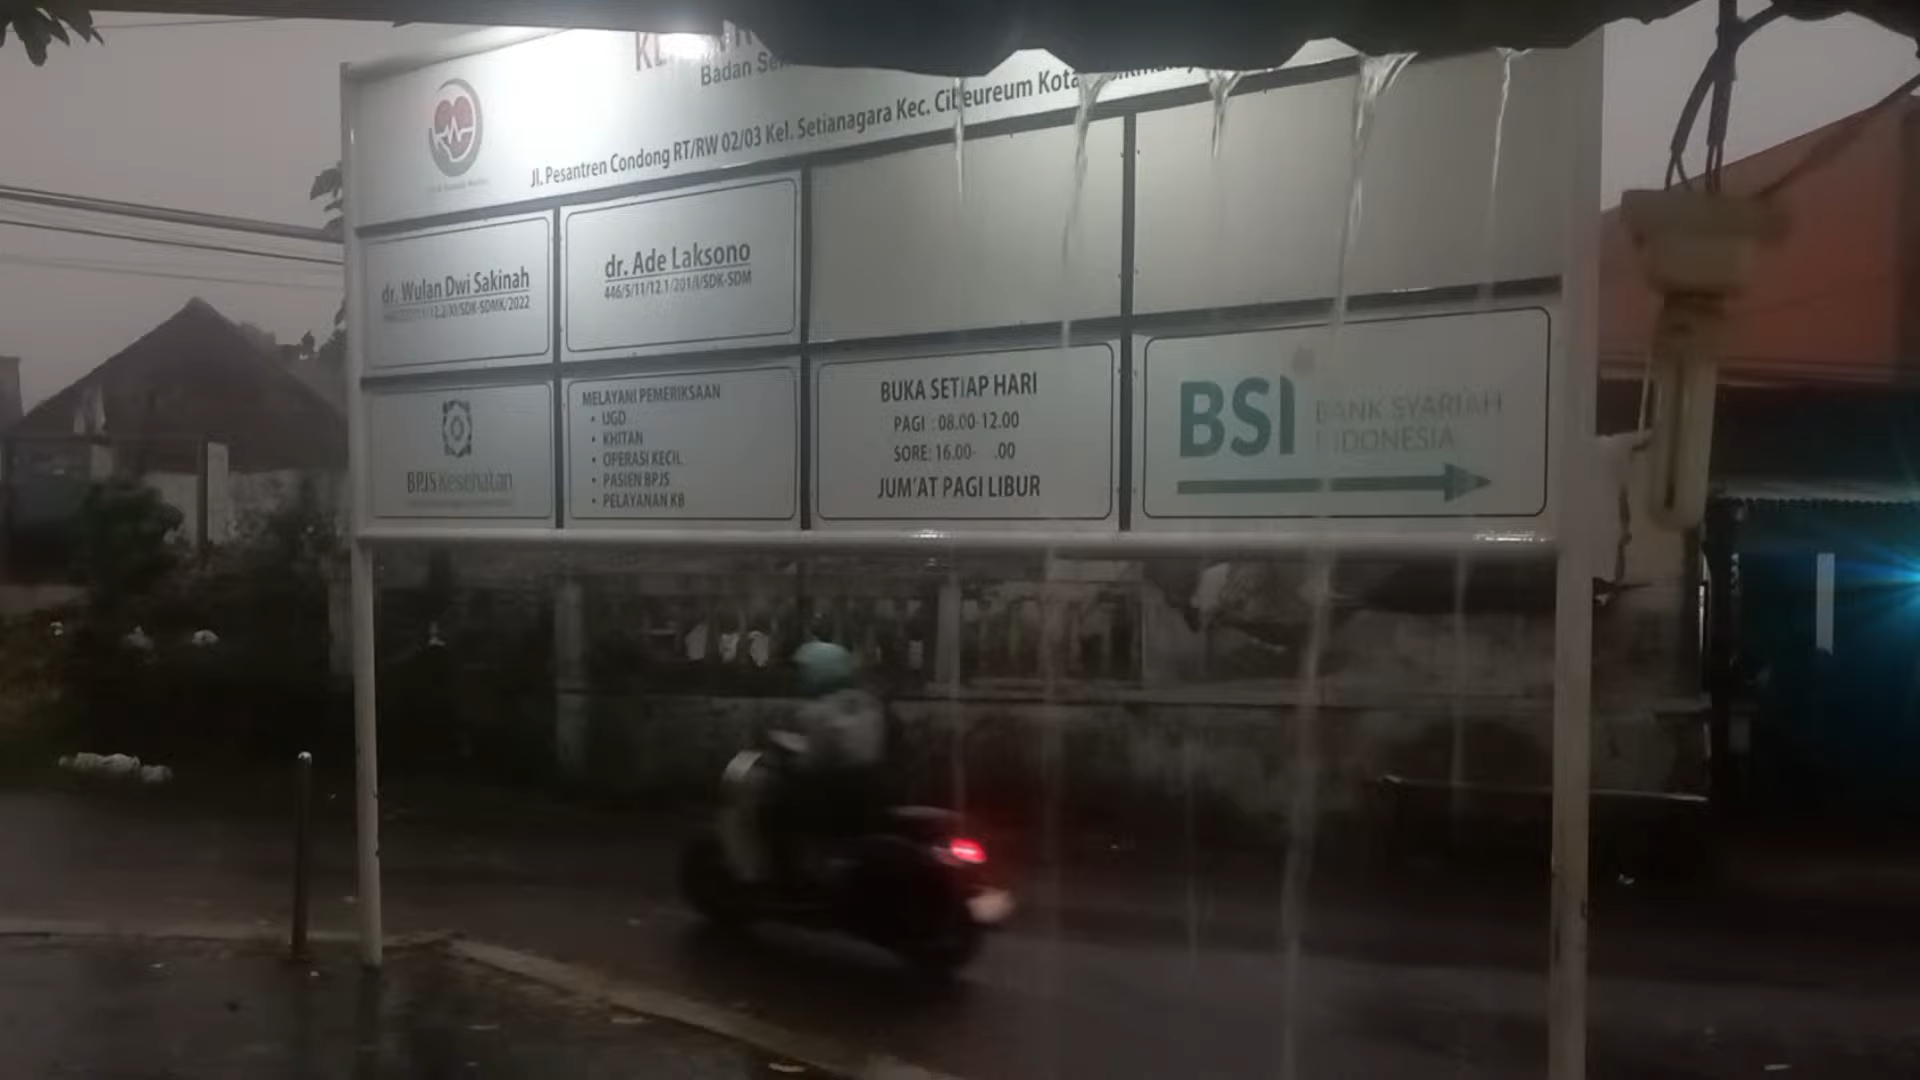 Badan
Jl. Pesantren Condong RT/RW 02/03 Kel. Setianagara Kec. Cibeureum Kota
dr. Wulan Dwi Sakinah
dr. Ade Laksono
446/5/11/12.1/201/I/SDK-SDM
BPJS Kesehatan
MELAYANI PEMERIKSAAN
• UGD
• KHITAN
• OPERASI KECIL
• PASIEN BPJS
• PELAYANAN KB
BUKA SETIAP HARI
PAGI : 08.00-12.00
SORE: 16.00- .00
JUM'AT PAGI LIBUR
BSI BANK SYARIAH
INDONESIA